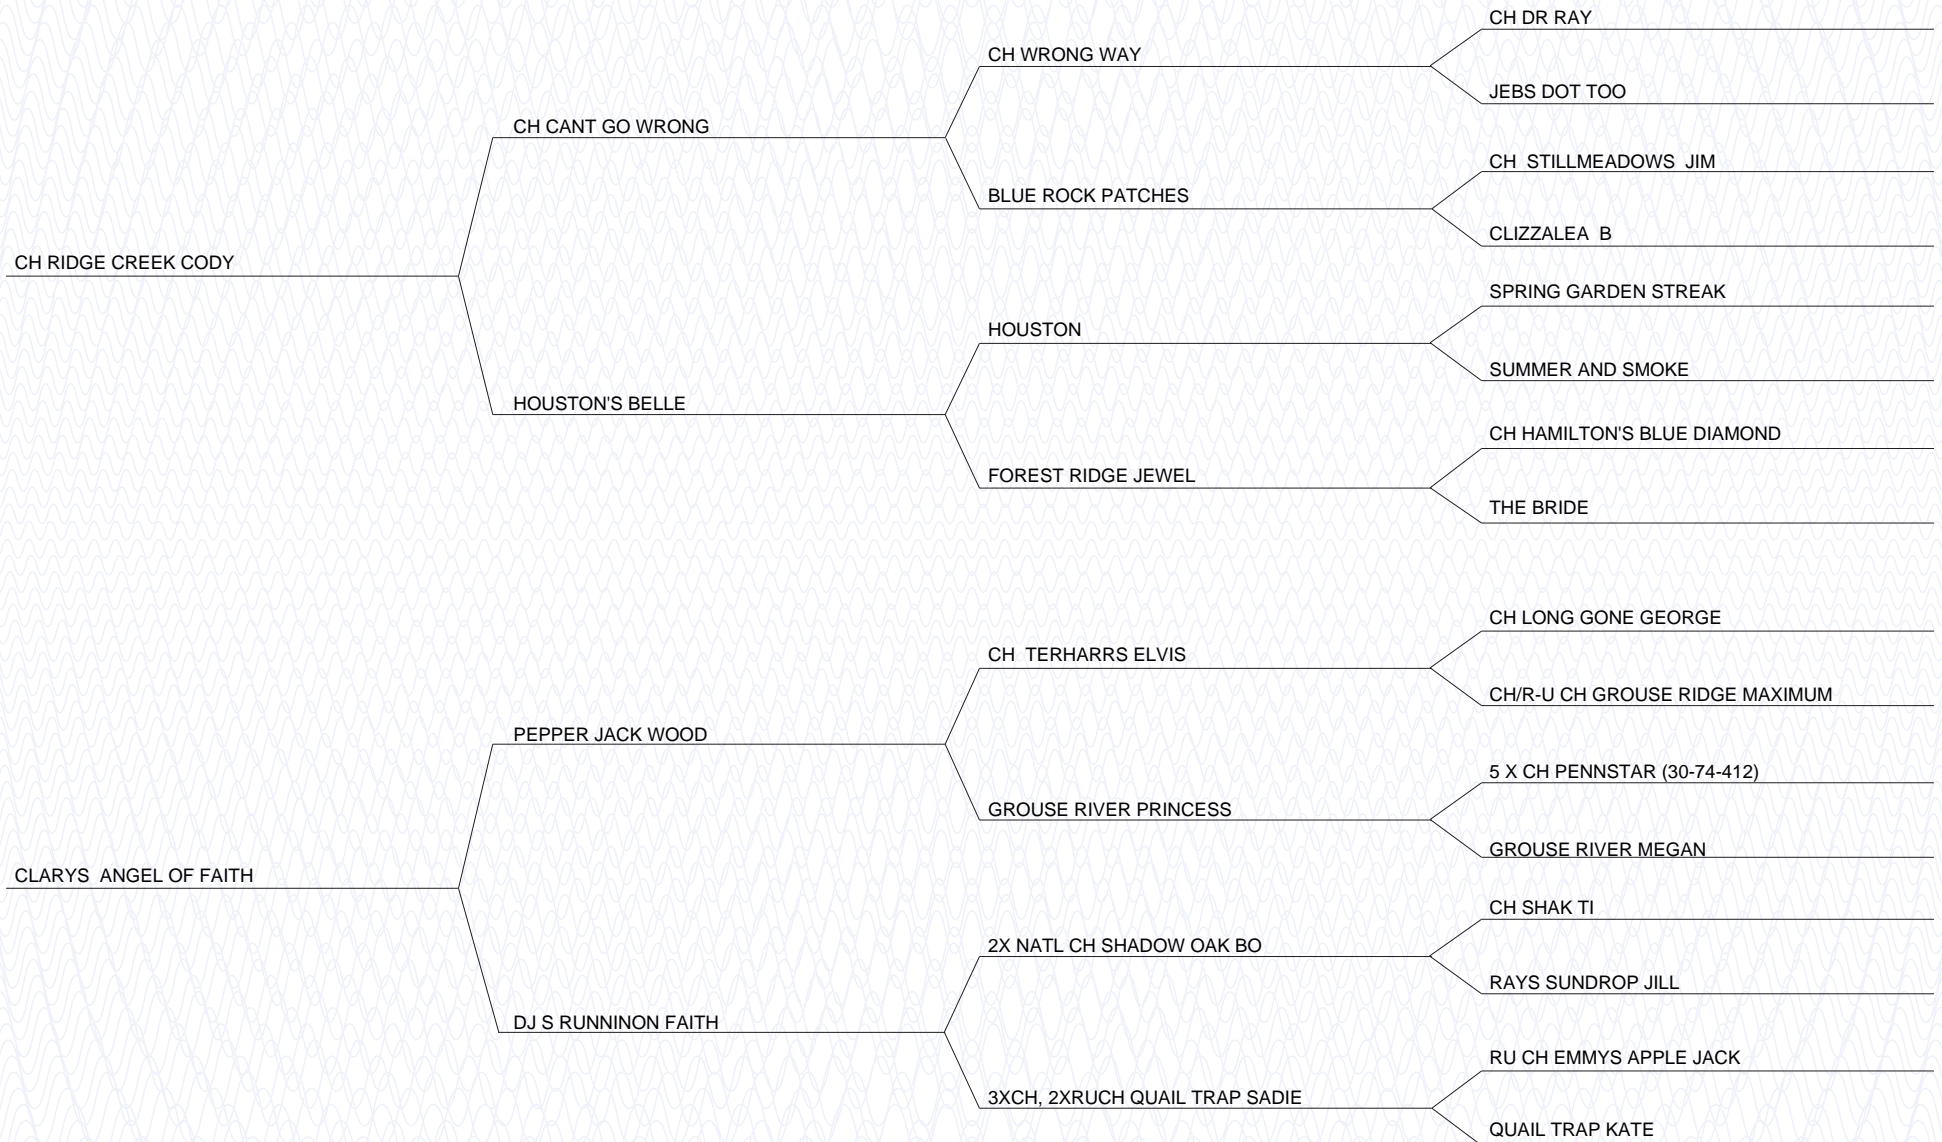 CH DR RAY
CH WRONG WAY
JEBS DOT TOO
CH CANT GO WRONG
CH  STILLMEADOWS  JIM
BLUE ROCK PATCHES
CLIZZALEA  B
CH RIDGE CREEK CODY
SPRING GARDEN STREAK
HOUSTON
SUMMER AND SMOKE
HOUSTON'S BELLE
CH HAMILTON'S BLUE DIAMOND
FOREST RIDGE JEWEL
THE BRIDE
CH LONG GONE GEORGE
CH  TERHARRS ELVIS
CH/R-U CH GROUSE RIDGE MAXIMUM
PEPPER JACK WOOD
5 X CH PENNSTAR (30-74-412)
GROUSE RIVER PRINCESS
GROUSE RIVER MEGAN
CLARYS  ANGEL OF FAITH
CH SHAK TI
2X NATL CH SHADOW OAK BO
RAYS SUNDROP JILL
DJ S RUNNINON FAITH
RU CH EMMYS APPLE JACK
3XCH, 2XRUCH QUAIL TRAP SADIE
QUAIL TRAP KATE